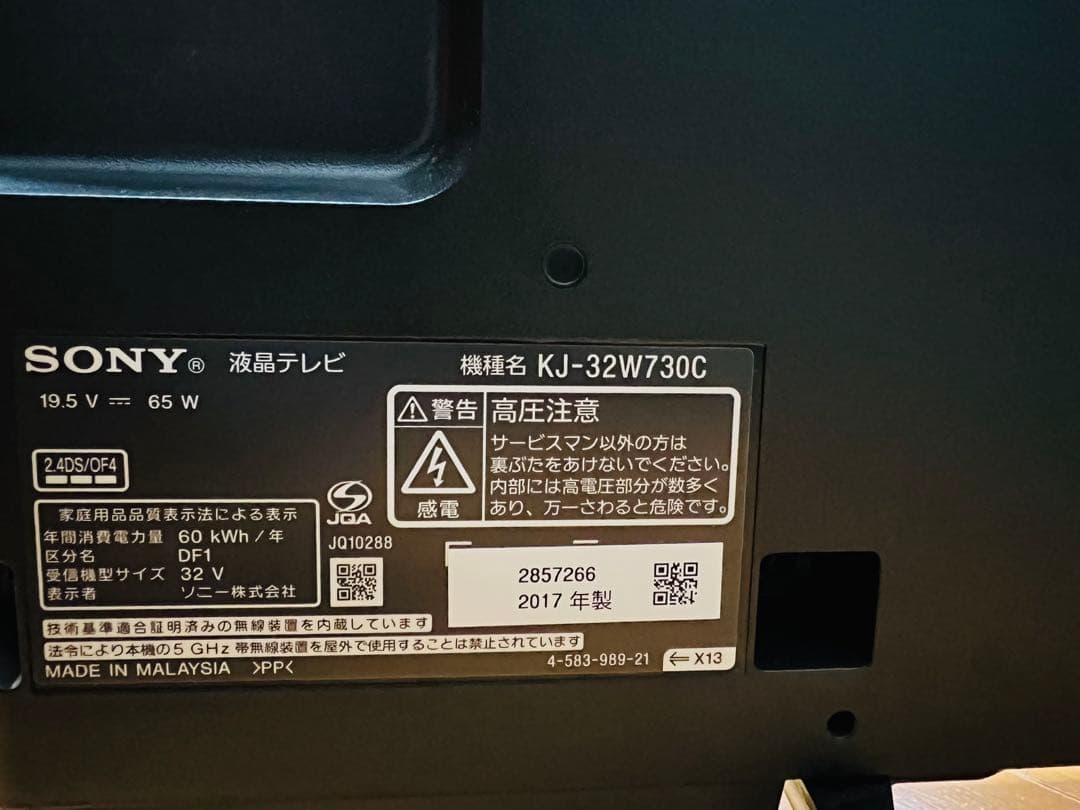 SONY® 液晶テレビ 機種名 KJ-32W730C
19.5 V ⎓ 65 W
⚠警告 高圧注意
サービスマン以外の方は
裏ぶたをあけないでください。
内部には高電圧部分が数多く
あり、万一さわると危険です。
感電
2.4DS/OF4
家庭用品品質表示法による表示
年間消費電力量 60 kWh / 年
区分名 DF1
受信機型サイズ 32 V
表示者 ソニー株式会社
JQA
JQ10288
2857266
2017 年製
技術基準適合証明済みの無線装置を内蔵しています
法令により本機の5 GHz 帯無線装置を屋外で使用することは禁止されています
MADE IN MALAYSIA >PP< 4-583-989-21 ⇐ X13